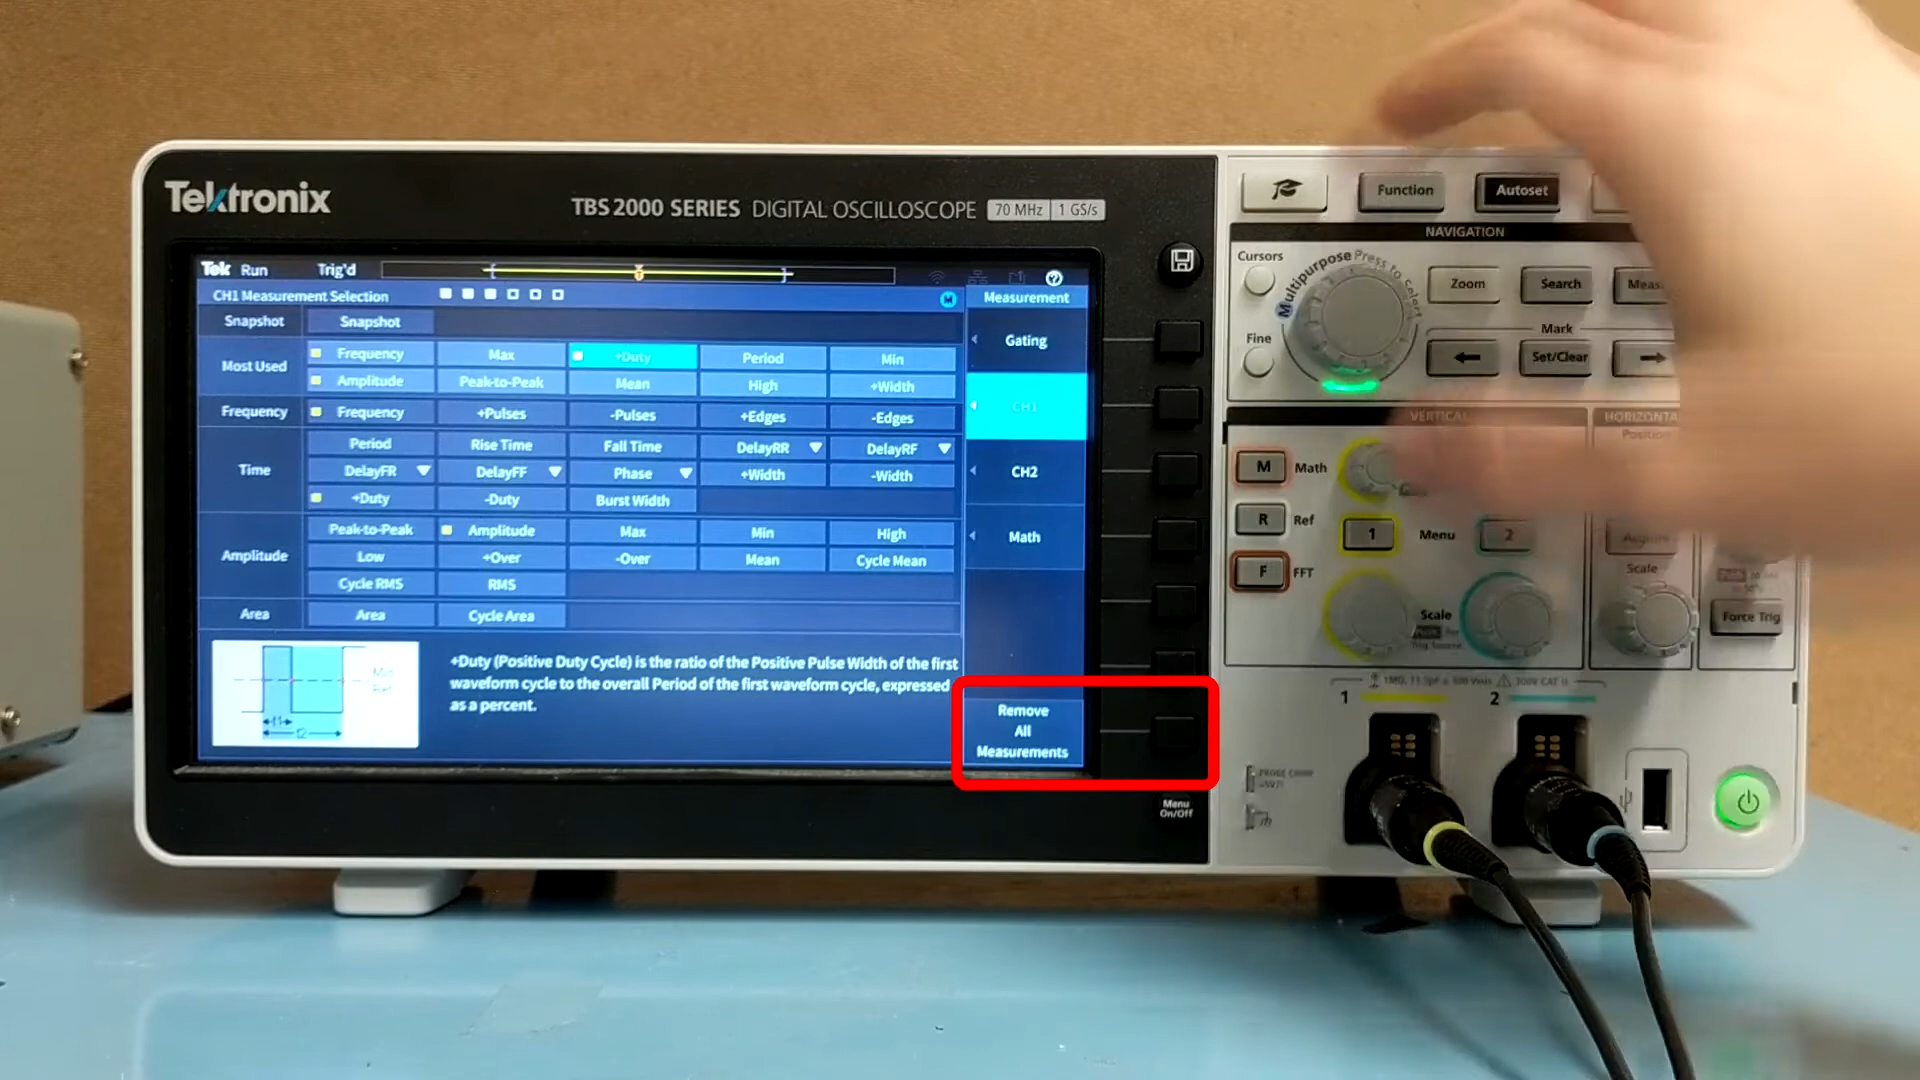 Tektronix
TBS 2000 SERIES DIGITAL OSCILLOSCOPE 70 MHz 1 GS/s
Tek Run Trig'd
CH1 Measurement Selection
M
Measurement
Snapshot Snapshot
Most Used Frequency Max +Duty Period Min
Amplitude Peak-to-Peak Mean High +Width
Frequency Frequency +Pulses -Pulses +Edges -Edges
Time Period Rise Time Fall Time DelayRR DelayRF
DelayFR DelayFF Phase +Width -Width
+Duty -Duty Burst Width
Amplitude Peak-to-Peak Amplitude Max Min High
Low +Over -Over Mean Cycle Mean
Cycle RMS RMS
Area Area Cycle Area
+Duty (Positive Duty Cycle) is the ratio of the Positive Pulse Width of the first
waveform cycle to the overall Period of the first waveform cycle, expressed
as a percent.
Gating
CH1
CH2
Math
Remove
All
Measurements
Menu
On/Off
Function Autoset
NAVIGATION
Cursors
Multipurpose Press to select
Zoom Search
Fine
Mark
Set/Clear
VERTICAL
Position
M Math
R Ref
F FFT
1 Menu 2
Scale
Scale
Force Trig
1 2